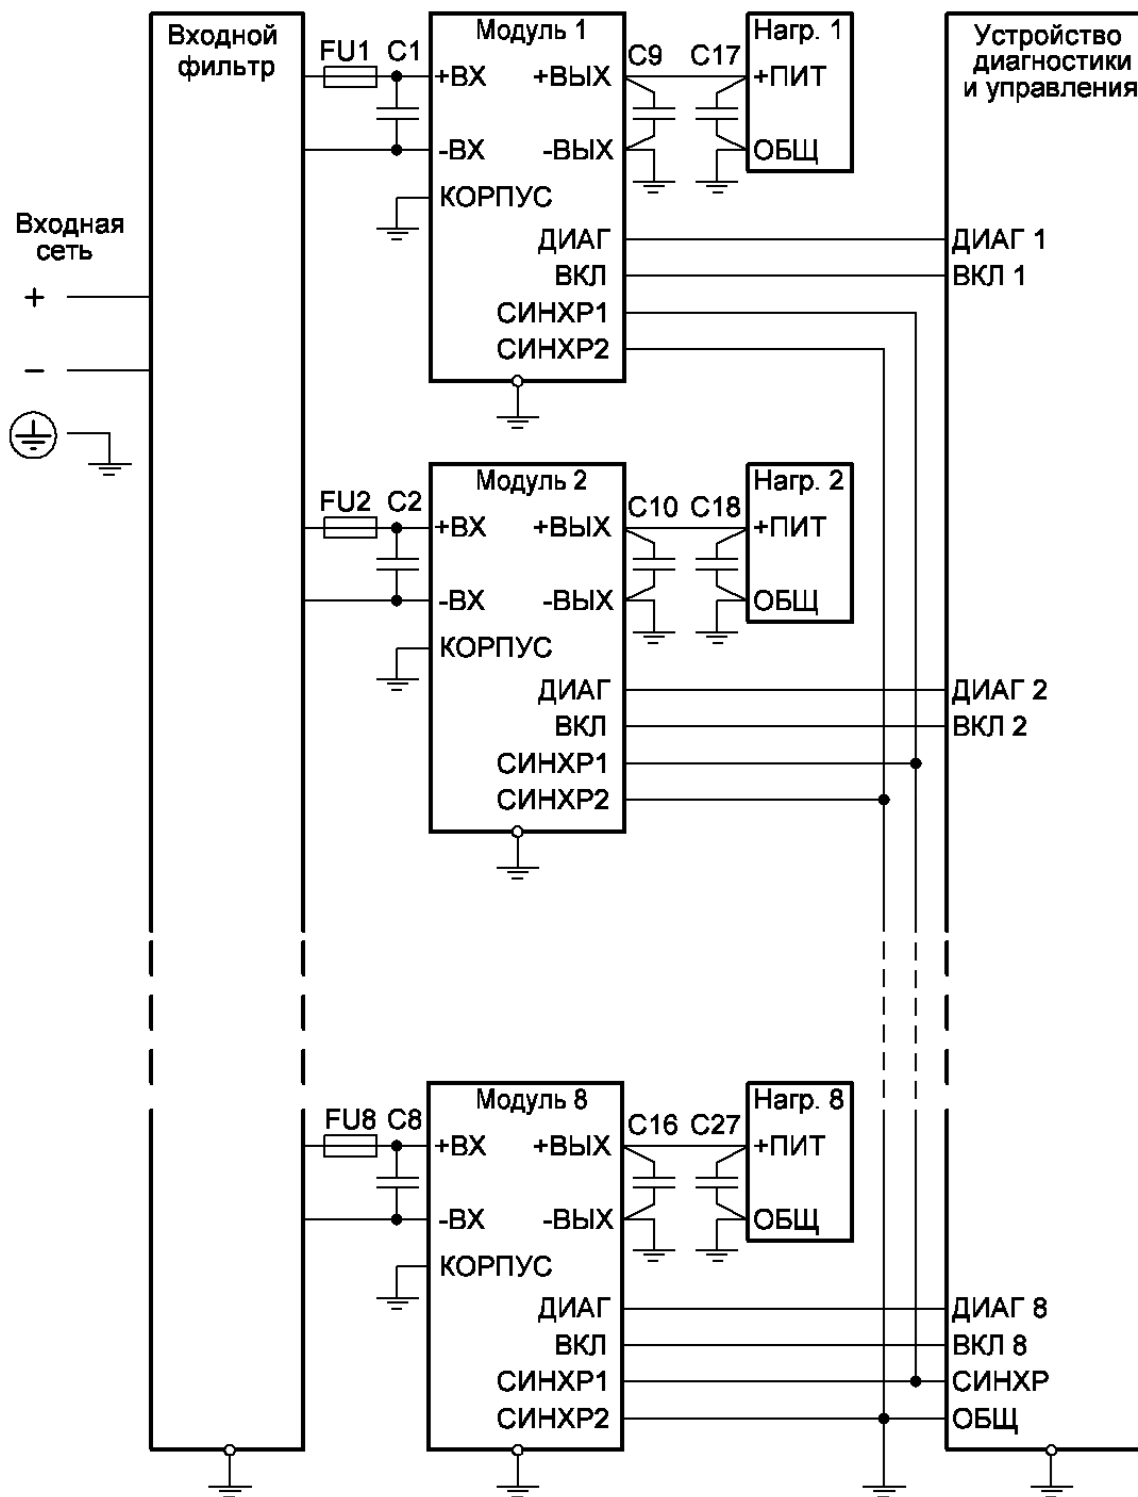 Входной
фильтр
FU1 C1
Модуль 1
+ВХ +ВЫХ
-ВХ -ВЫХ
КОРПУС
ДИАГ
ВКЛ
СИНХР1
СИНХР2
C9 C17
Нагр. 1
+ПИТ
ОБЩ
Устройство
диагностики
и управления
ДИАГ 1
ВКЛ 1
Входная
сеть
+
−
FU2 C2
Модуль 2
+ВХ +ВЫХ
-ВХ -ВЫХ
КОРПУС
ДИАГ
ВКЛ
СИНХР1
СИНХР2
C10 C18
Нагр. 2
+ПИТ
ОБЩ
ДИАГ 2
ВКЛ 2
FU8 C8
Модуль 8
+ВХ +ВЫХ
-ВХ -ВЫХ
КОРПУС
ДИАГ
ВКЛ
СИНХР1
СИНХР2
C16 C27
Нагр. 8
+ПИТ
ОБЩ
ДИАГ 8
ВКЛ 8
СИНХР
ОБЩ